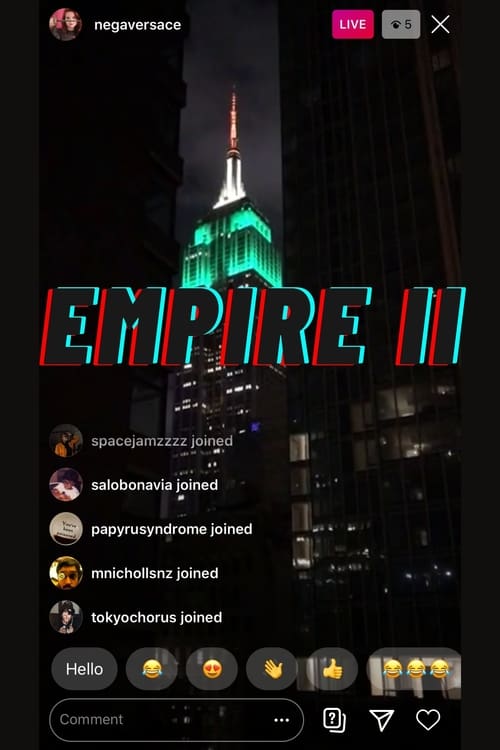 negaversace
LIVE
5
EMPIRE II
spacejamzzzz joined
salobonavia joined
papyrusyndrome joined
mnichollsnz joined
tokyochorus joined
Hello
Comment